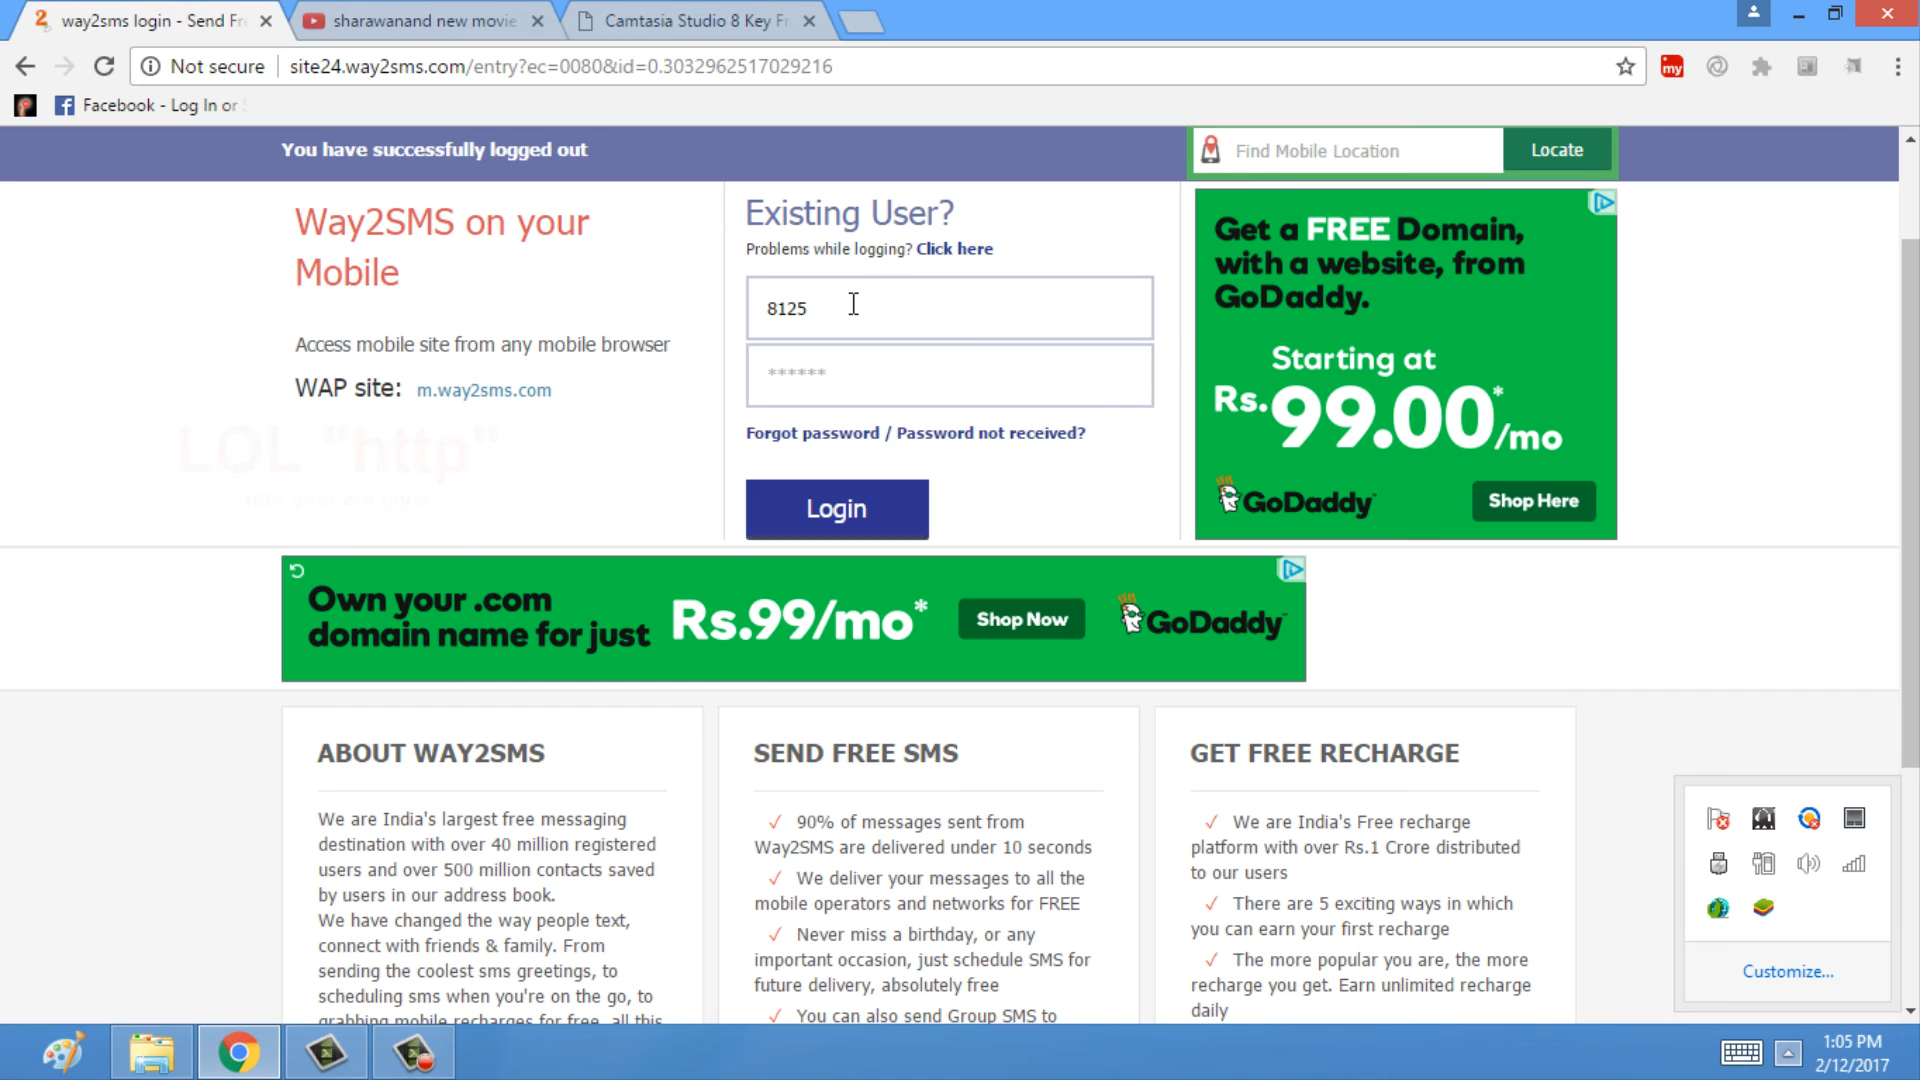 way2sms login - Send Fr
sharawanand new movie
Camtasia Studio 8 Key Fr
Not secure
site24.way2sms.com/entry?ec=0080&id=0.3032962517029216
my
Facebook - Log In or
You have successfully logged out
Find Mobile Location
Locate
Way2SMS on your
Mobile
Access mobile site from any mobile browser
WAP site: m.way2sms.com
LOL "http"
Existing User?
Problems while logging? Click here
8125
******
Forgot password / Password not received?
Login
Get a FREE Domain,
with a website, from
GoDaddy.
Starting at
Rs.99.00*/mo
GoDaddy
Shop Here
Own your .com
domain name for just
Rs.99/mo*
Shop Now
GoDaddy
ABOUT WAY2SMS
We are India's largest free messaging
destination with over 40 million registered
users and over 500 million contacts saved
by users in our address book.
We have changed the way people text,
connect with friends & family. From
sending the coolest sms greetings, to
scheduling sms when you're on the go, to
grabbing mobile recharges for free, all this
SEND FREE SMS
✓ 90% of messages sent from
Way2SMS are delivered under 10 seconds
✓ We deliver your messages to all the
mobile operators and networks for FREE
✓ Never miss a birthday, or any
important occasion, just schedule SMS for
future delivery, absolutely free
✓ You can also send Group SMS to
GET FREE RECHARGE
✓ We are India's Free recharge
platform with over Rs.1 Crore distributed
to our users
✓ There are 5 exciting ways in which
you can earn your first recharge
✓ The more popular you are, the more
recharge you get. Earn unlimited recharge
daily
Customize...
1:05 PM
2/12/2017